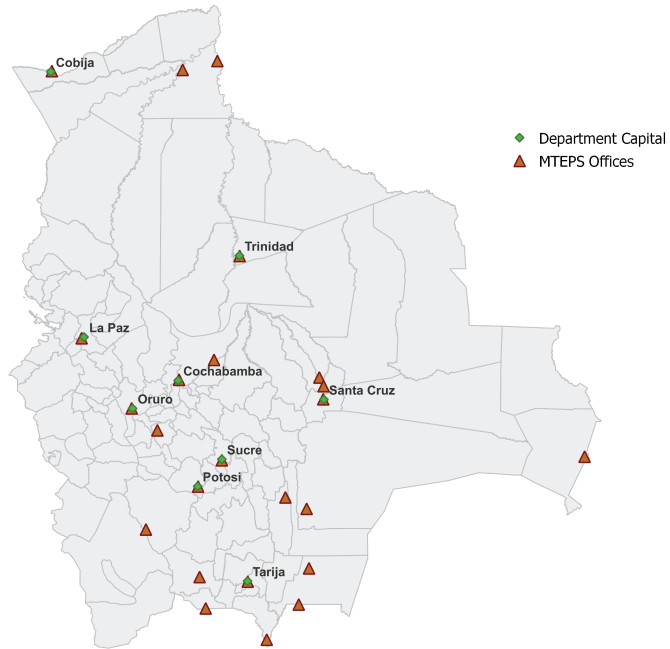 Cobija
Department Capital
MTEPS Offices
Trinidad
La Paz
Cochabamba
Santa Cruz
Oruro
Sucre
Potosi
Tarija